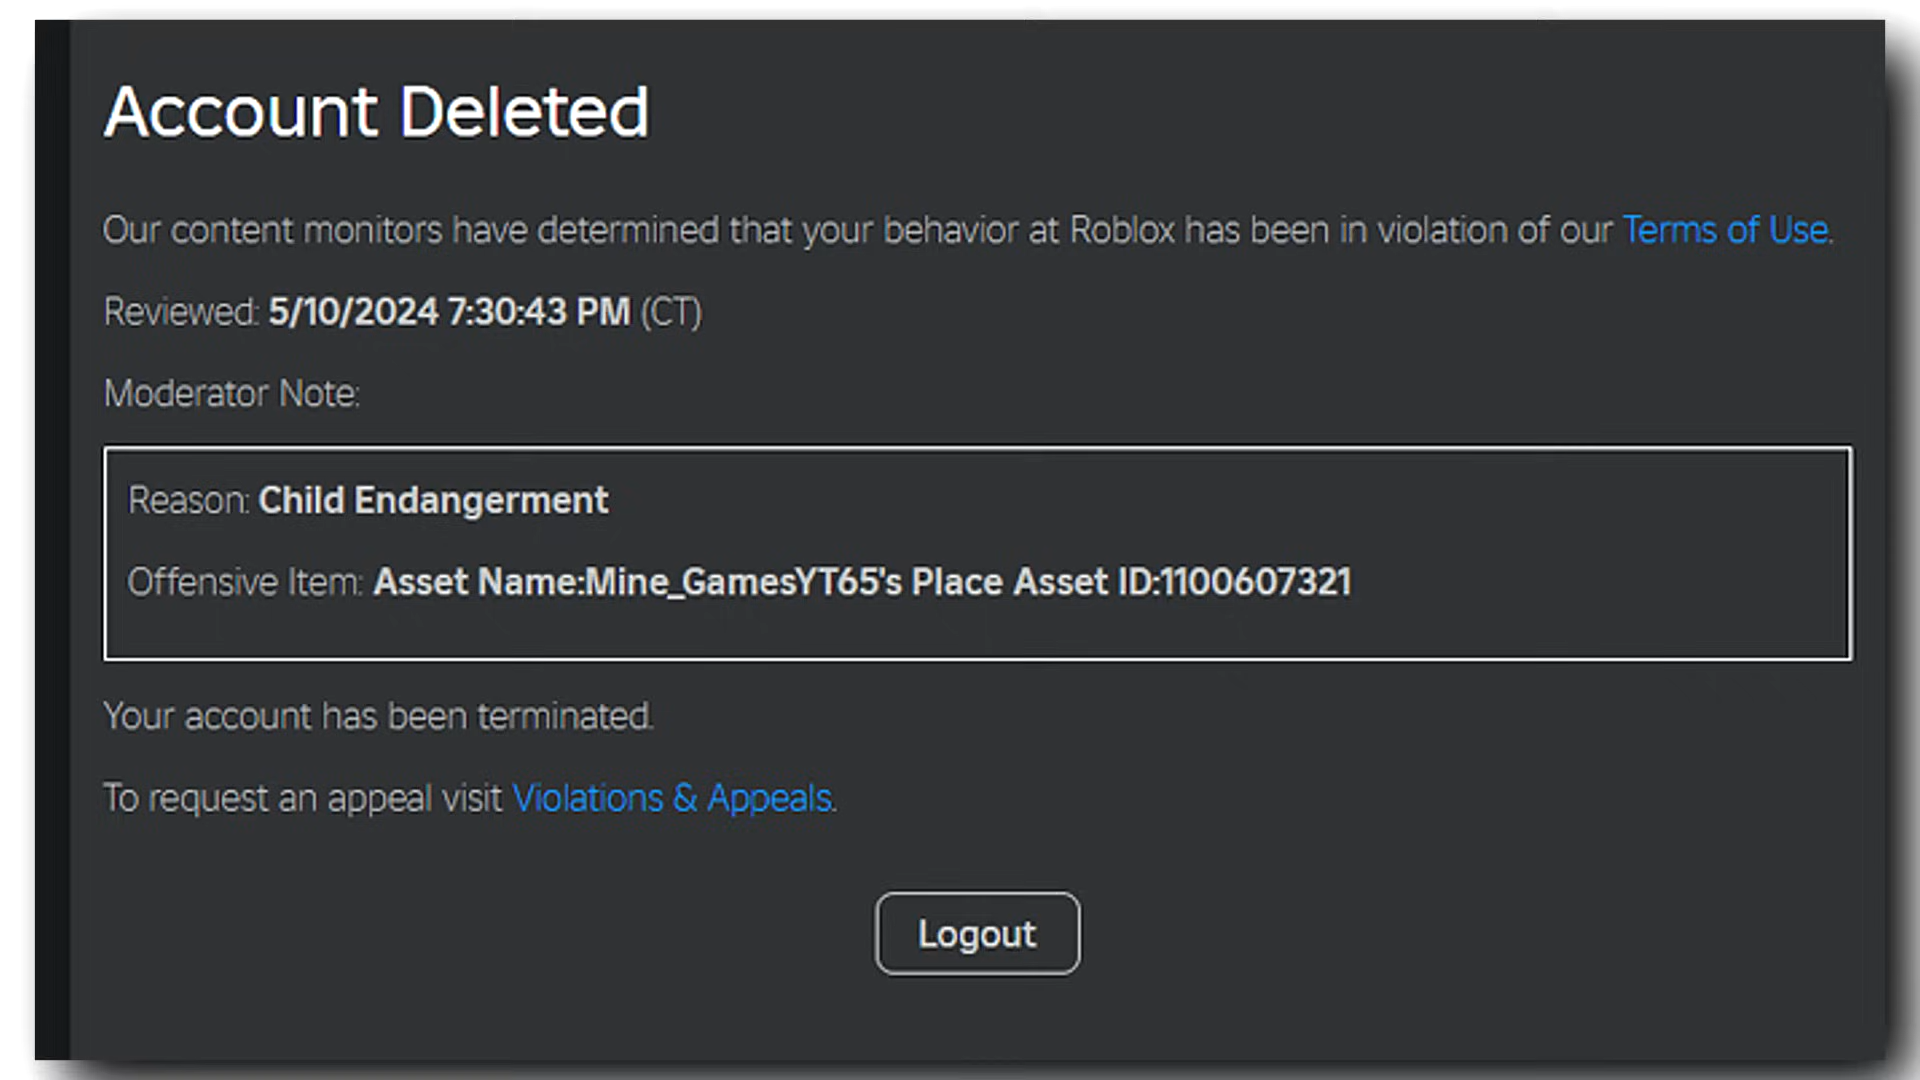 Account Deleted
Our content monitors have determined that your behavior at Roblox has been in violation of our Terms of Use.
Reviewed: 5/10/2024 7:30:43 PM (CT)
Moderator Note:
Reason: Child Endangerment
Offensive Item: Asset Name:Mine_GamesYT65's Place Asset ID:1100607321
Your account has been terminated.
To request an appeal visit Violations & Appeals.
Logout